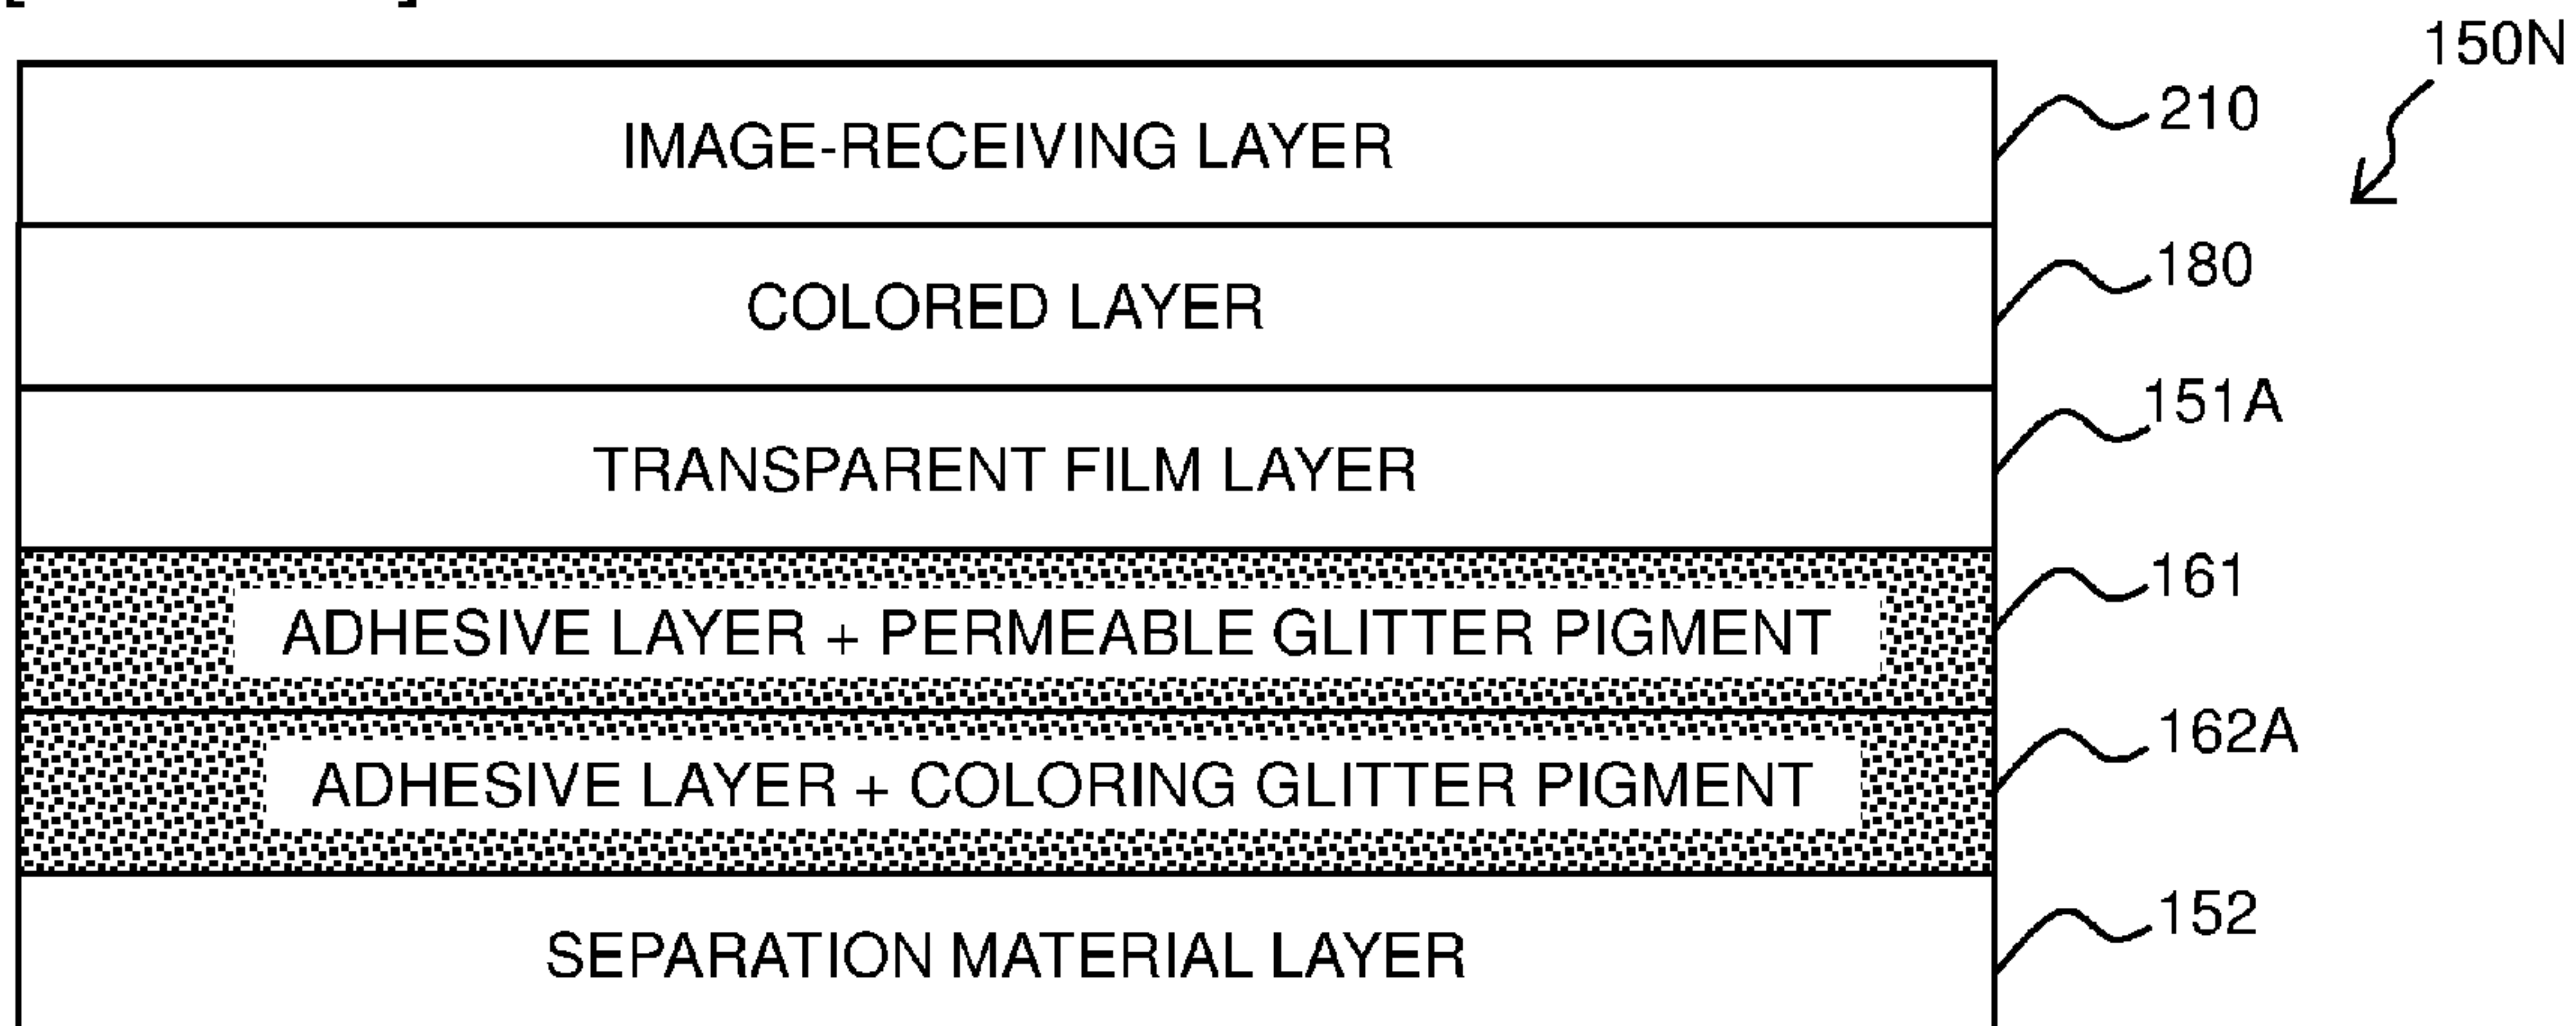 150N
IMAGE-RECEIVING LAYER 210
COLORED LAYER 180
TRANSPARENT FILM LAYER 151A
ADHESIVE LAYER + PERMEABLE GLITTER PIGMENT 161
ADHESIVE LAYER + COLORING GLITTER PIGMENT 162A
SEPARATION MATERIAL LAYER 152